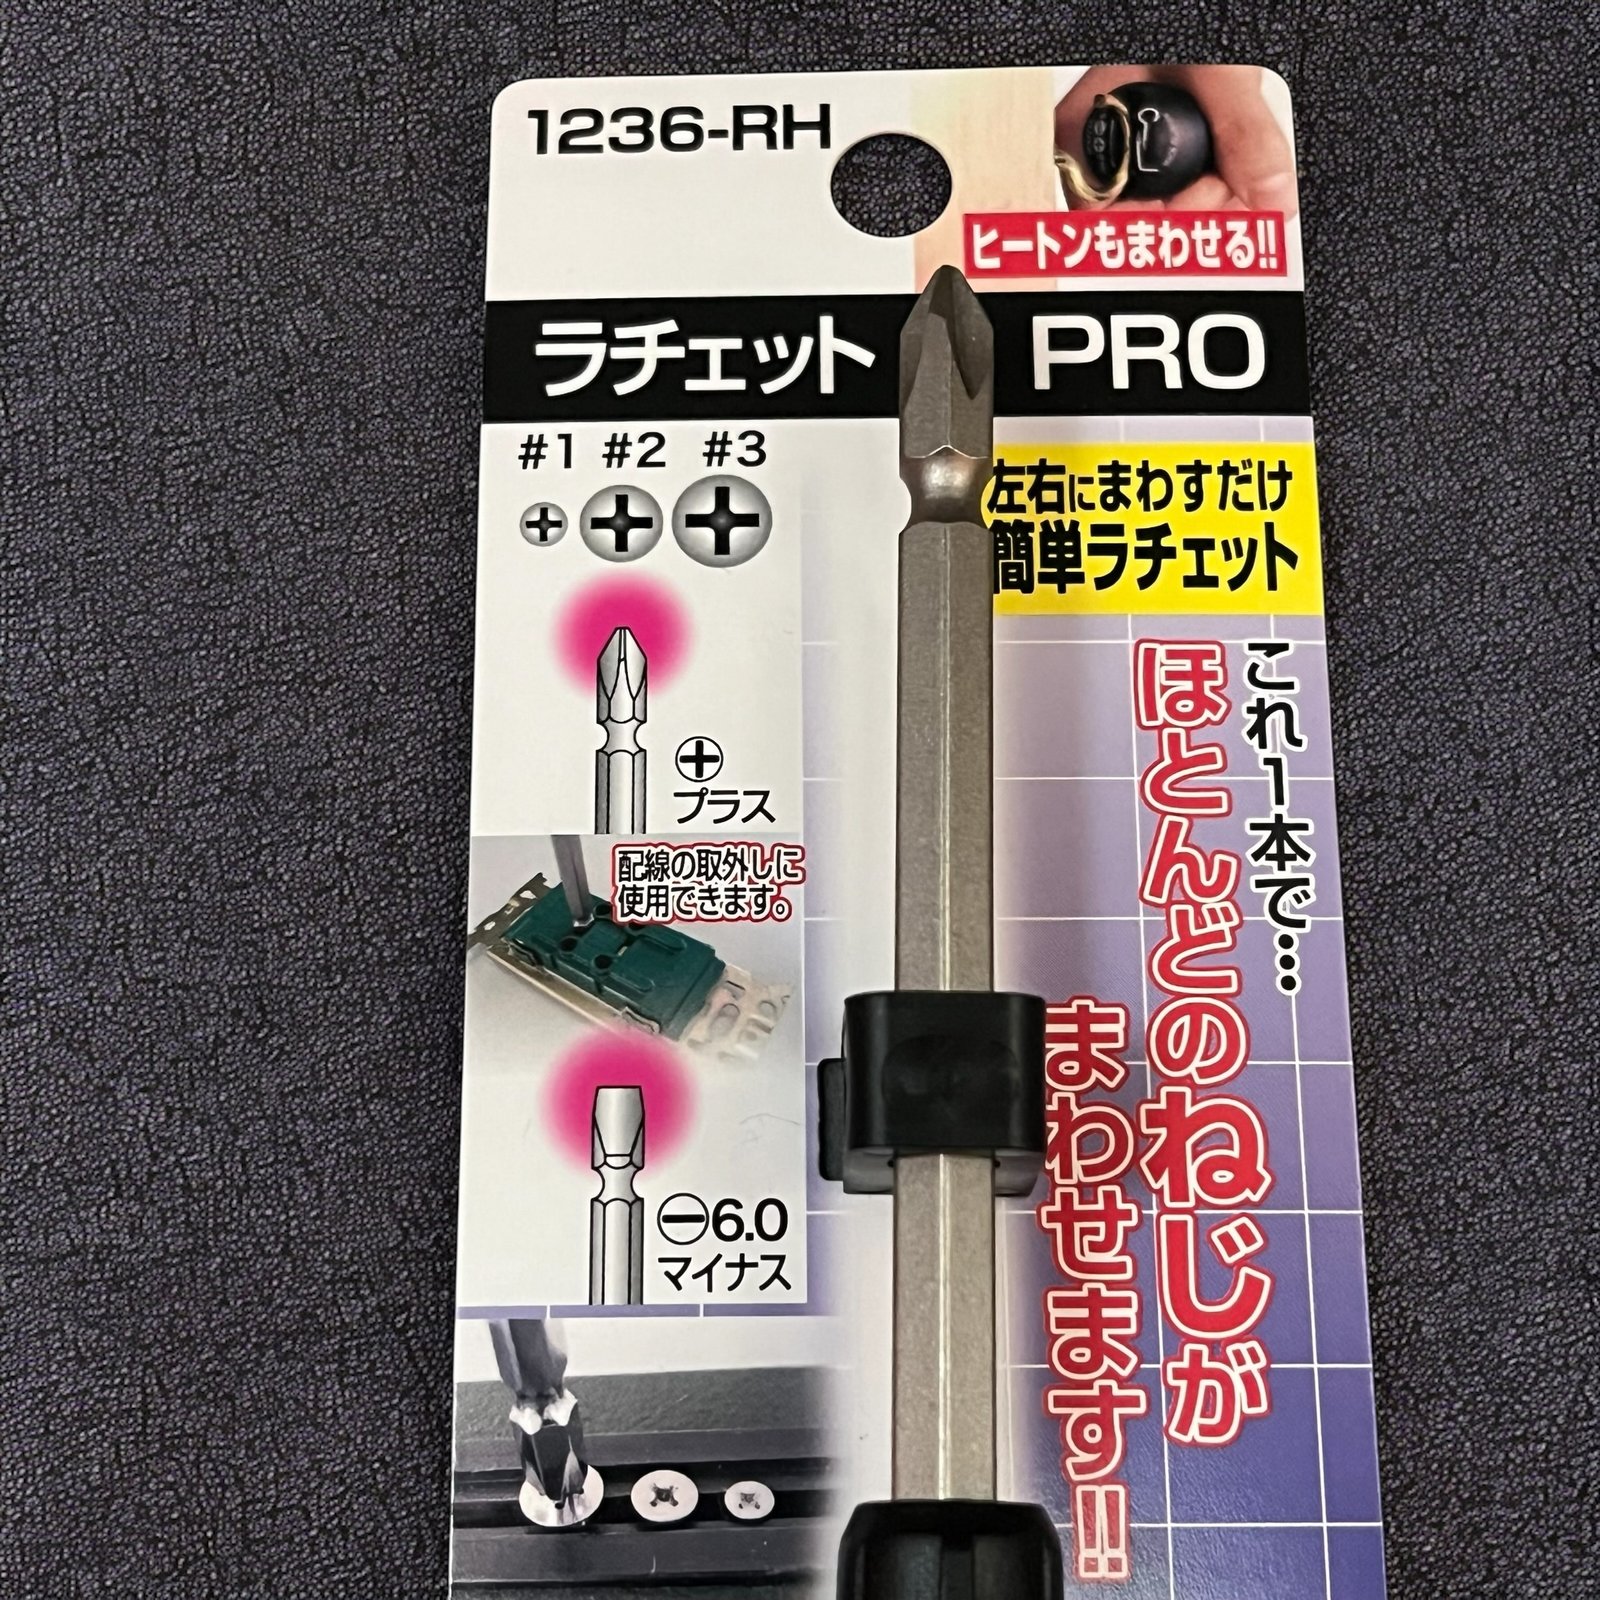 1236-RH
ヒートンもまわせる!!
ラチェット PRO
#1 #2 #3
左右にまわすだけ
簡単ラチェット
これ1本で…
ほとんどのねじが
まわせます!!
プラス
配線の取外しに
使用できます。
6.0
マイナス